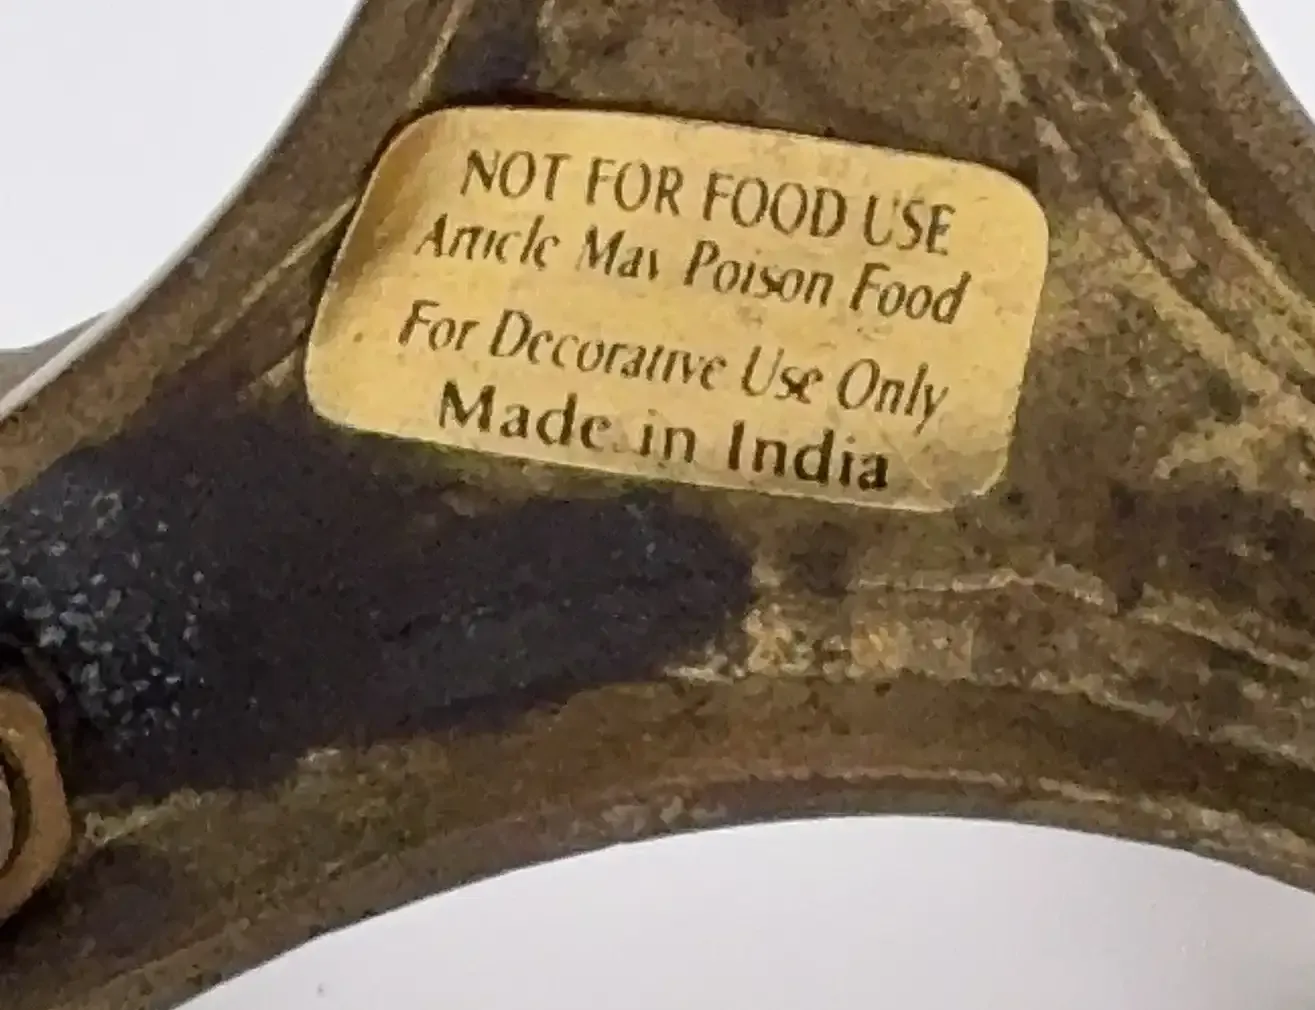 NOT FOR FOOD USE
Article May Poison Food
For Decorative Use Only
Made in India